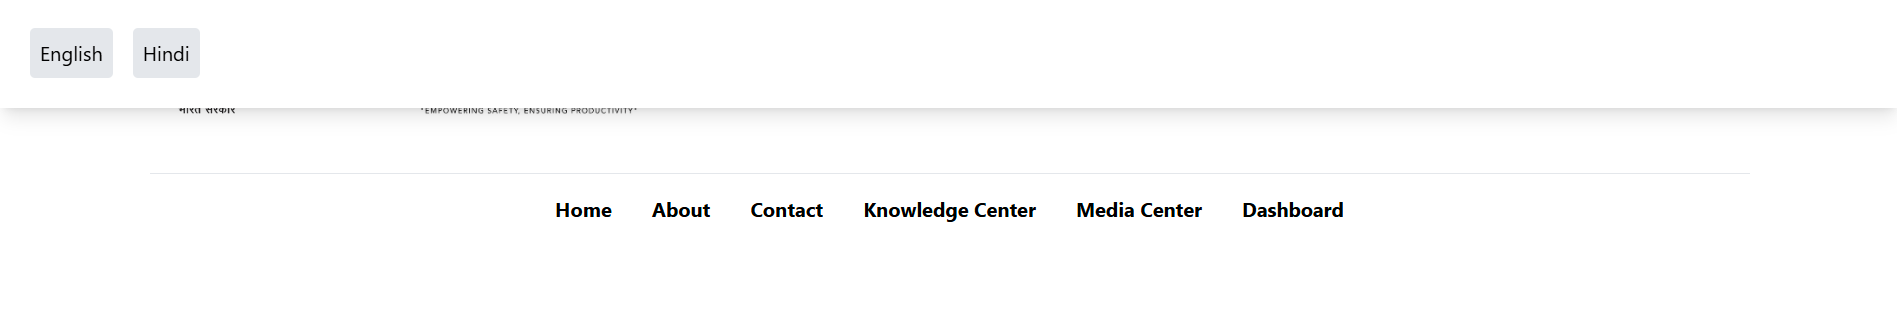 English Hindi
भारत सरकार "EMPOWERING SAFETY, ENSURING PRODUCTIVITY"
Home About Contact Knowledge Center Media Center Dashboard